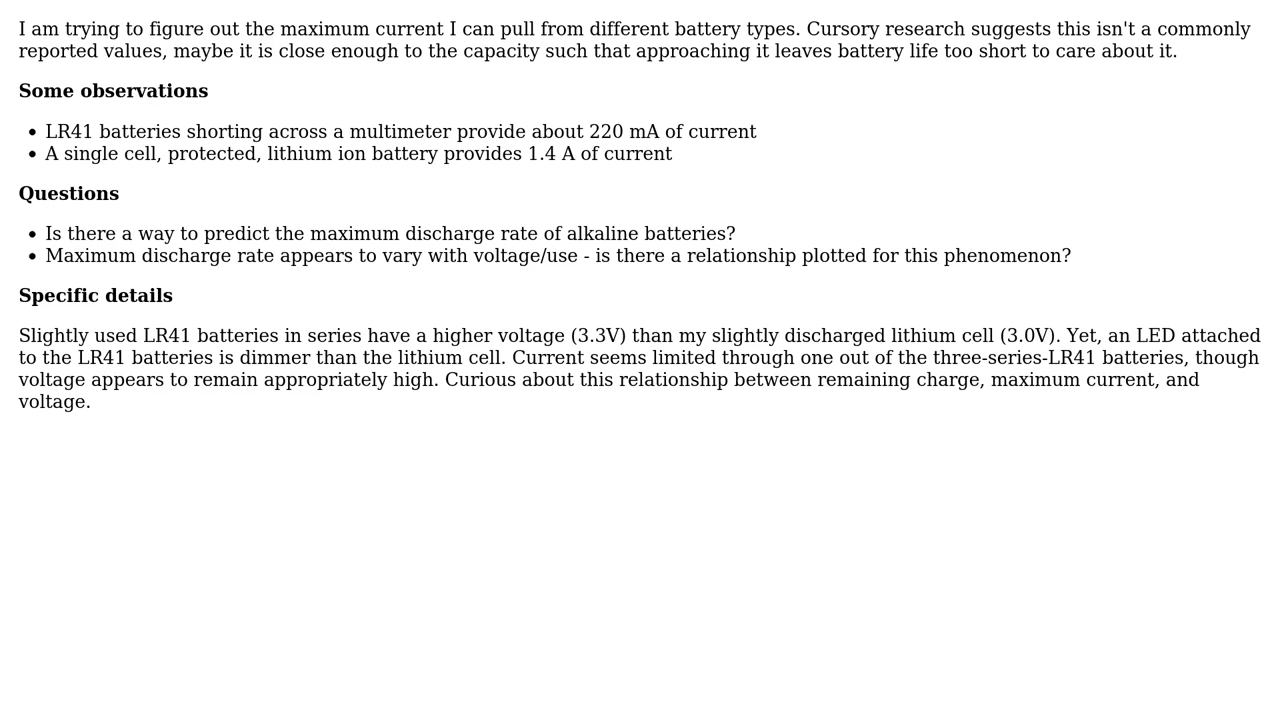 I am trying to figure out the maximum current I can pull from different battery types. Cursory research suggests this isn't a commonly
reported values, maybe it is close enough to the capacity such that approaching it leaves battery life too short to care about it.
Some observations
• LR41 batteries shorting across a multimeter provide about 220 mA of current
• A single cell, protected, lithium ion battery provides 1.4 A of current
Questions
• Is there a way to predict the maximum discharge rate of alkaline batteries?
• Maximum discharge rate appears to vary with voltage/use - is there a relationship plotted for this phenomenon?
Specific details
Slightly used LR41 batteries in series have a higher voltage (3.3V) than my slightly discharged lithium cell (3.0V). Yet, an LED attached
to the LR41 batteries is dimmer than the lithium cell. Current seems limited through one out of the three-series-LR41 batteries, though
voltage appears to remain appropriately high. Curious about this relationship between remaining charge, maximum current, and
voltage.